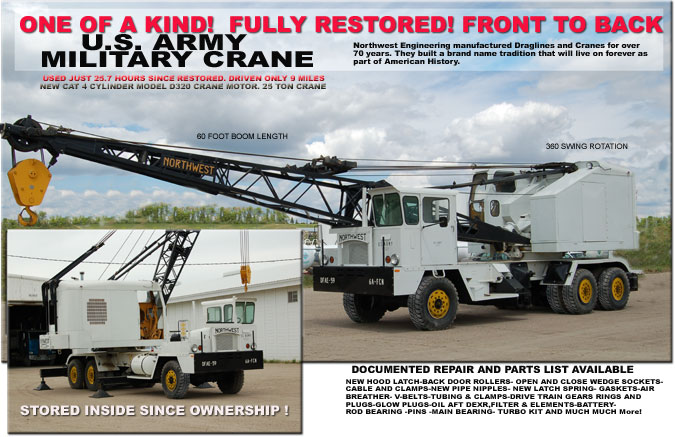 ONE OF A KIND! FULLY RESTORED! FRONT TO BACK
U.S. ARMY
MILITARY CRANE
Northwest Engineering manufactured Draglines and Cranes for over
70 years. They built a brand name tradition that will live on forever as
part of American History.
USED JUST 25.7 HOURS SINCE RESTORED. DRIVEN ONLY 9 MILES
NEW CAT 4 CYLINDER MODEL D320 CRANE MOTOR. 25 TON CRANE
60 FOOT BOOM LENGTH
360 SWING ROTATION
NORTHWEST
NORTHWEST
DFAE-59
6A-FCN
NORTHWEST
DFAE-59
6A-FCN
STORED INSIDE SINCE OWNERSHIP !
DOCUMENTED REPAIR AND PARTS LIST AVAILABLE
NEW HOOD LATCH-BACK DOOR ROLLERS- OPEN AND CLOSE WEDGE SOCKETS-
CABLE AND CLAMPS-NEW PIPE NIPPLES- NEW LATCH SPRING- GASKETS-AIR
BREATHER- V-BELTS-TUBING & CLAMPS-DRIVE TRAIN GEARS RINGS AND
PLUGS-GLOW PLUGS-OIL AFT DEXR,FILTER & ELEMENTS-BATTERY-
ROD BEARING -PINS -MAIN BEARING- TURBO KIT AND MUCH MUCH More!